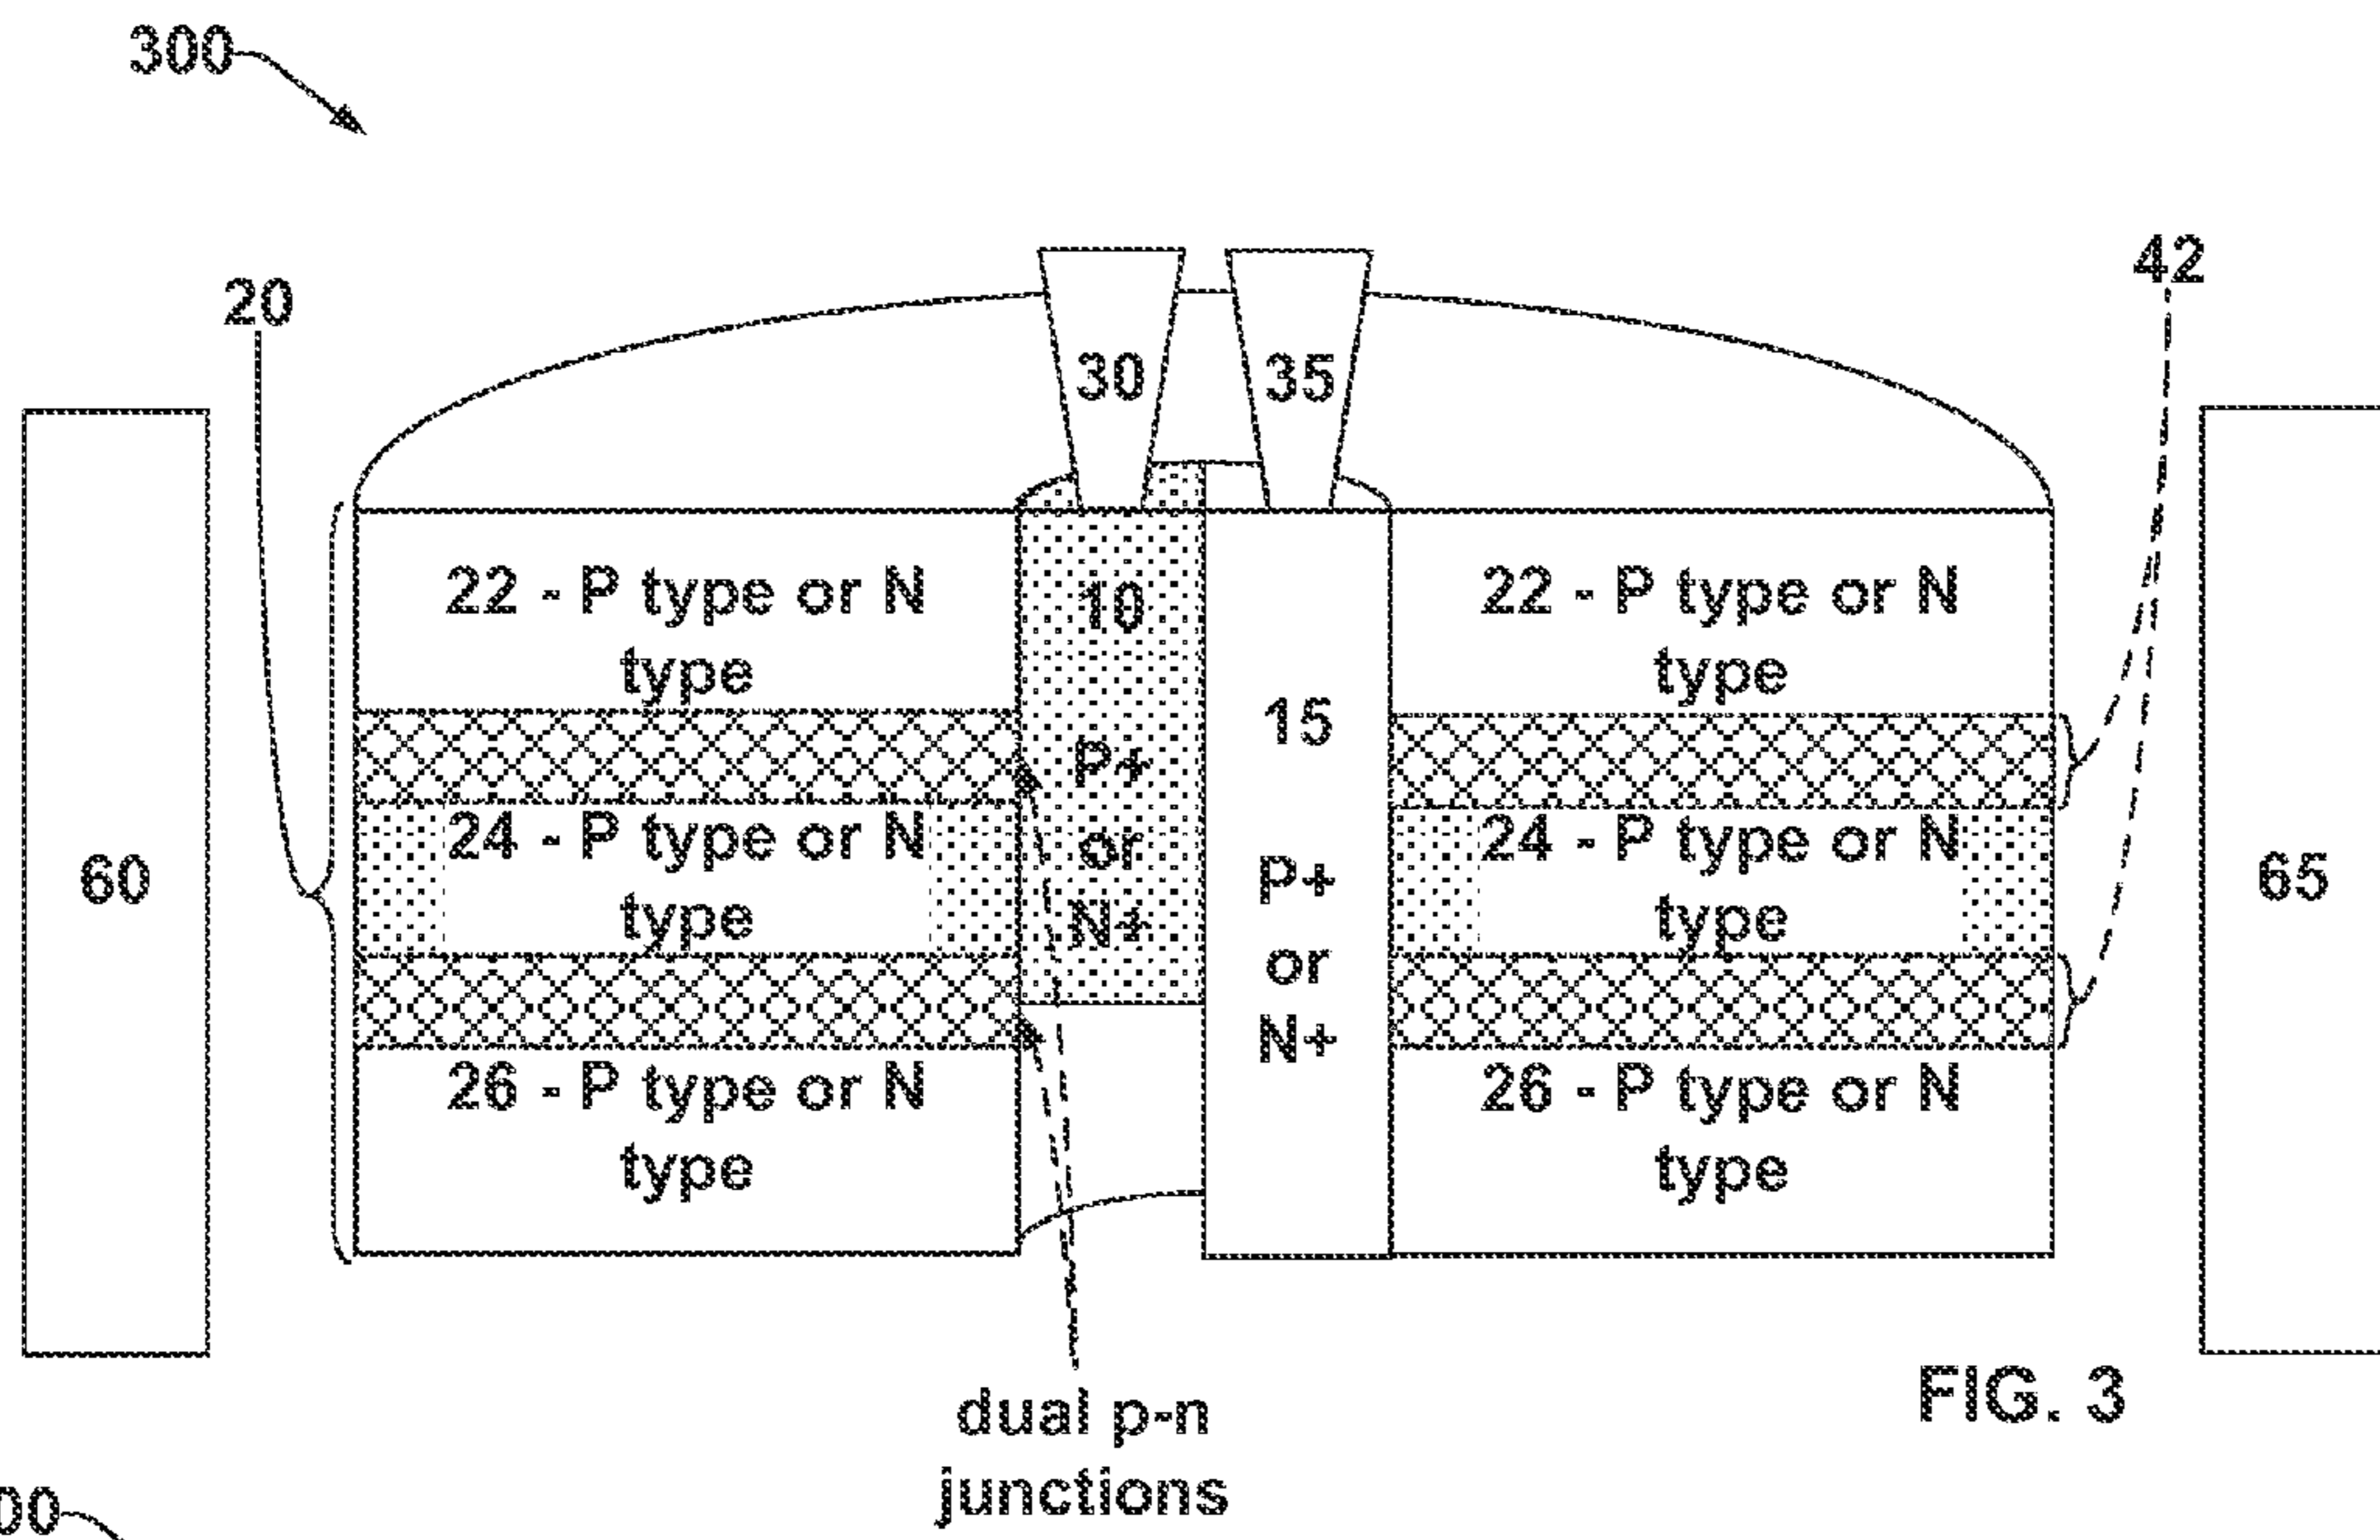 300
20
42
30
35
22 - P type or N
type
10
22 - P type or N
type
15
P+
or
N+
P+
or
N+
24 - P type or N
type
24 - P type or N
type
60
65
26 - P type or N
type
26 - P type or N
type
dual p-n
junctions
FIG. 3